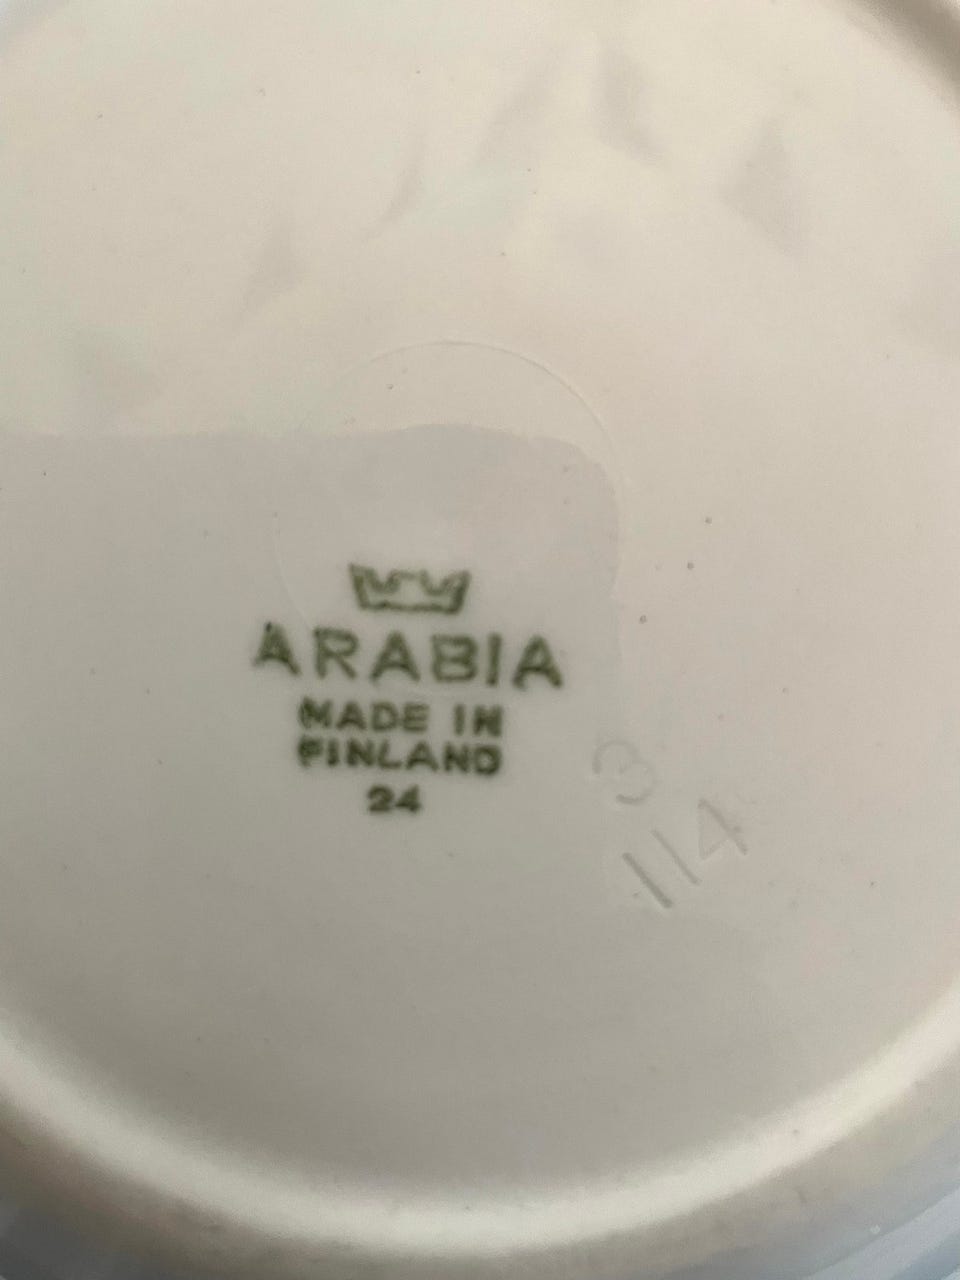 ARABIA
MADE IN
FINLAND
24
3
114